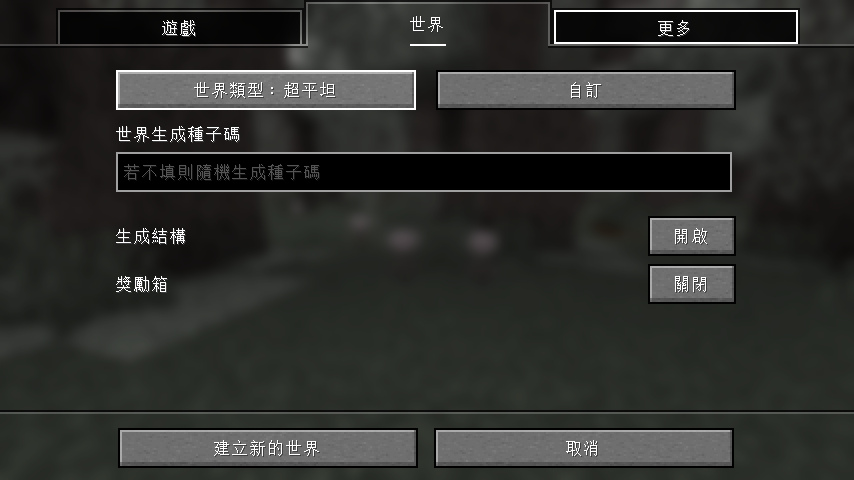 遊戲
世界
更多
世界類型：超平坦
自訂
世界生成種子碼
若不填則隨機生成種子碼
生成結構
開啟
獎勵箱
關閉
建立新的世界
取消